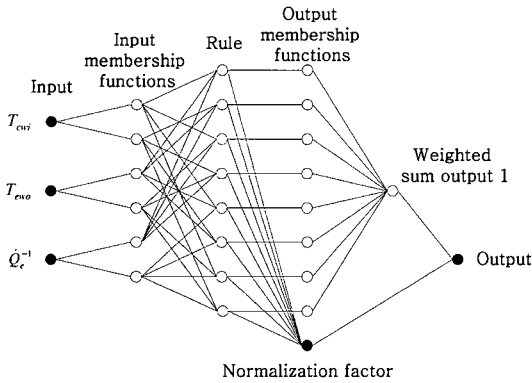 Output
membership
functions
Input
membership
functions
Rule
Input
T_cwi
T_ewo
Q̇_e^-1
Weighted
sum output 1
Output
Normalization factor